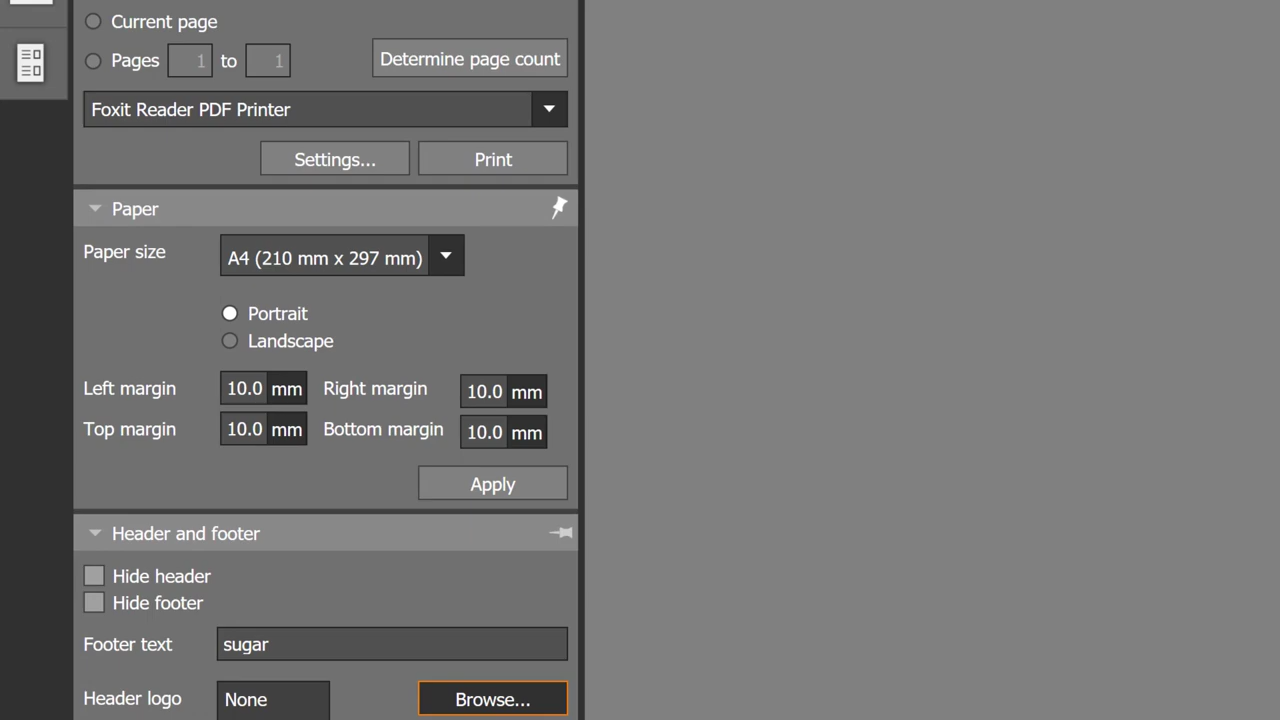 Current page
Pages 1 to 1 Determine page count
Foxit Reader PDF Printer
Settings... Print
Paper
Paper size A4 (210 mm x 297 mm)
Portrait
Landscape
Left margin 10.0 mm Right margin 10.0 mm
Top margin 10.0 mm Bottom margin 10.0 mm
Apply
Header and footer
Hide header
Hide footer
Footer text sugar
Header logo None Browse...